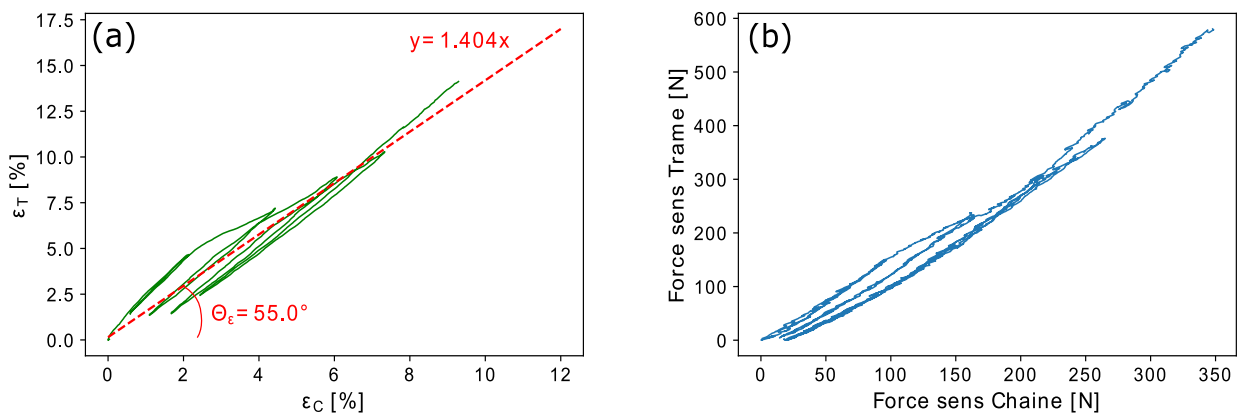 (a)
17.5
15.0
12.5
10.0
7.5
5.0
2.5
0.0
ε_T [%]
y= 1.404x
Θ_ε= 55.0°
0 2 4 6 8 10 12
ε_C [%]
(b)
600
500
400
300
200
100
0
Force sens Trame [N]
0 50 100 150 200 250 300 350
Force sens Chaine [N]